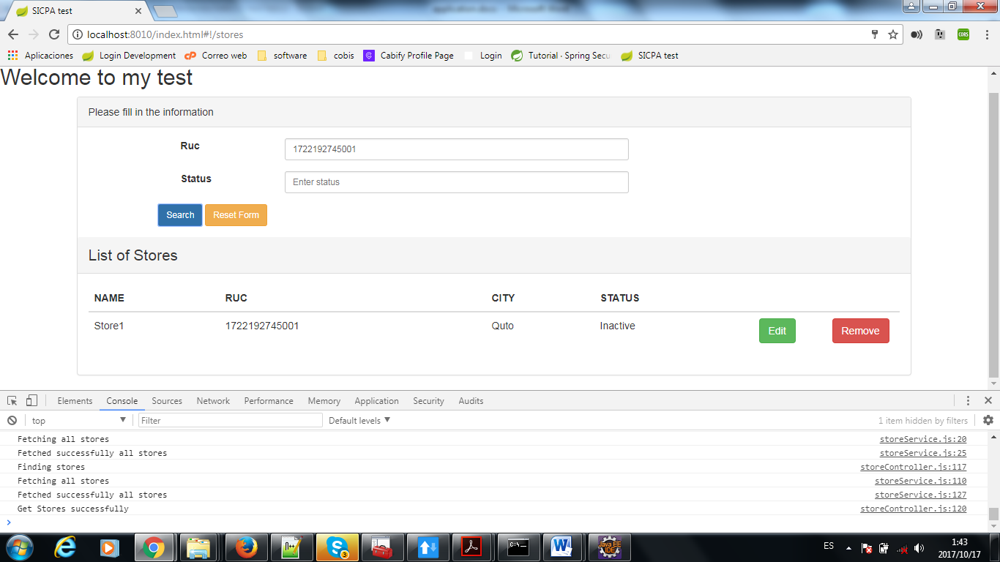 SICPA test
localhost:8010/index.html#!/stores
CORS
Aplicaciones Login Development Correo web software cobis Cabify Profile Page Login Tutorial · Spring Secu SICPA test
Welcome to my test
Please fill in the information
Ruc 1722192745001
Status Enter status
Search Reset Form
List of Stores
NAME RUC CITY STATUS
Store1 1722192745001 Quto Inactive Edit Remove
Elements Console Sources Network Performance Memory Application Security Audits
top Filter Default levels 1 item hidden by filters
Fetching all stores storeService.js:20
Fetched successfully all stores storeService.js:25
Finding stores storeController.js:117
Fetching all stores storeService.js:110
Fetched successfully all stores storeService.js:127
Get Stores successfully storeController.js:120
ES 1:43
2017/10/17